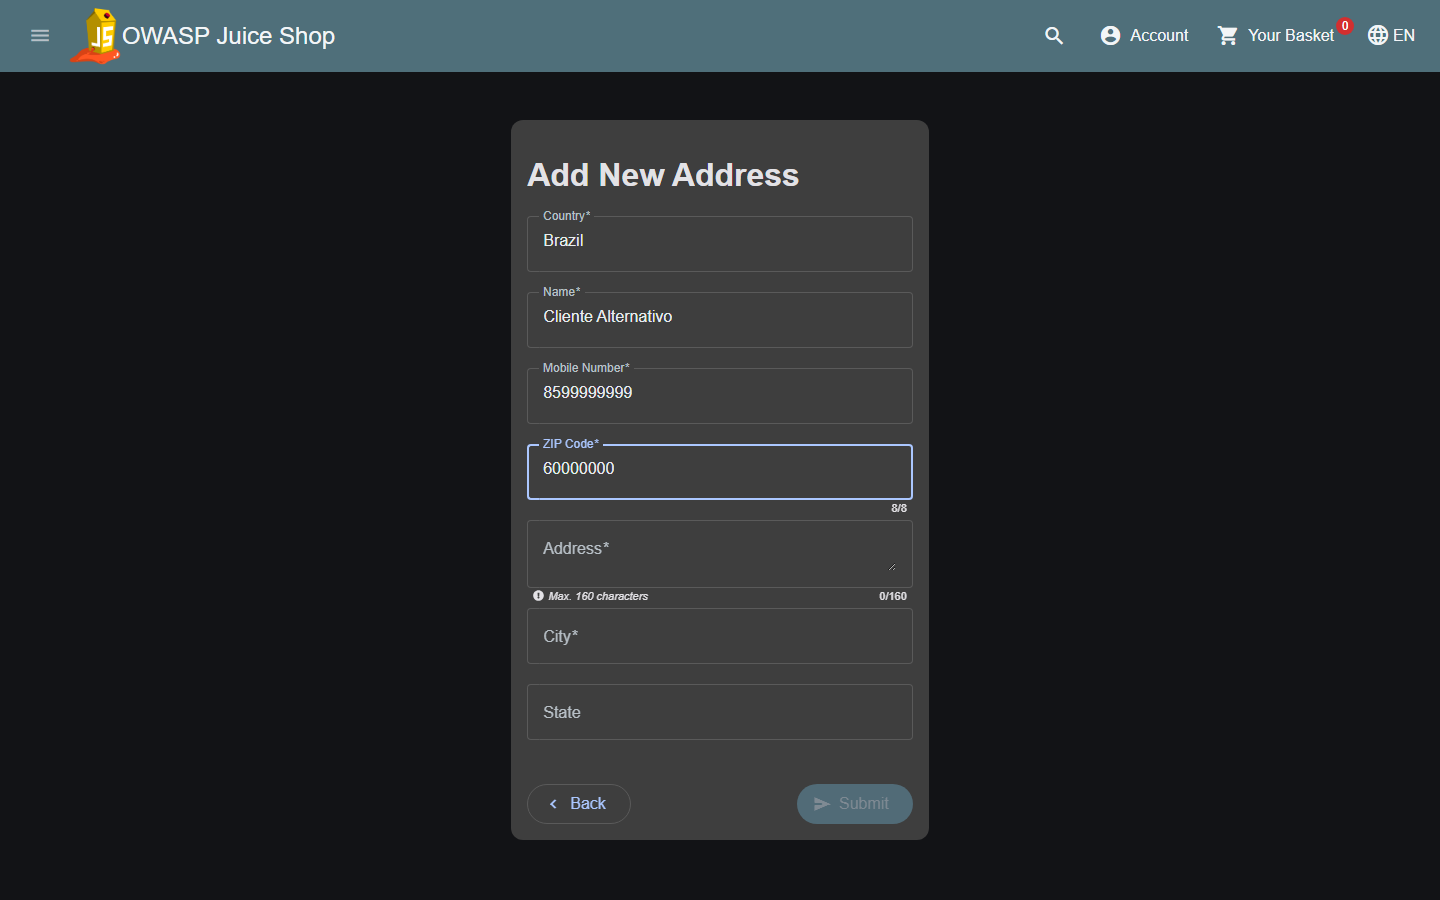 OWASP Juice Shop
Account
Your Basket
0
EN
Add New Address
Country*
Brazil
Name*
Cliente Alternativo
Mobile Number*
8599999999
ZIP Code*
60000000
8/8
Address*
Max. 160 characters
0/160
City*
State
Back
Submit